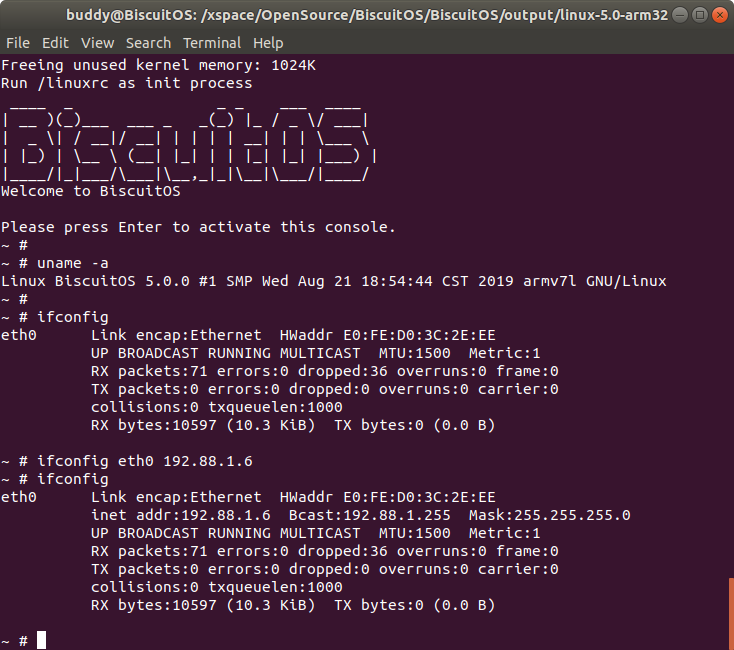 buddy@BiscuitOS: /xspace/OpenSource/BiscuitOS/BiscuitOS/output/linux-5.0-arm32
File Edit View Search Terminal Help
Freeing unused kernel memory: 1024K
Run /linuxrc as init process
 ____  _                _ _    ___  ____
| __ )(_)___  ___ _   _(_) |_ / _ \/ ___|
|  _ \| / __|/ __| | | | | __| | | \___ \
| |_) | \__ \ (__| |_| | | |_| |_| |___) |
|____/|_|___/\___|\__,_|_|\__|\___/|____/
Welcome to BiscuitOS
Please press Enter to activate this console.
~ #
~ # uname -a
Linux BiscuitOS 5.0.0 #1 SMP Wed Aug 21 18:54:44 CST 2019 armv7l GNU/Linux
~ #
~ # ifconfig
eth0      Link encap:Ethernet  HWaddr E0:FE:D0:3C:2E:EE
          UP BROADCAST RUNNING MULTICAST  MTU:1500  Metric:1
          RX packets:71 errors:0 dropped:36 overruns:0 frame:0
          TX packets:0 errors:0 dropped:0 overruns:0 carrier:0
          collisions:0 txqueuelen:1000
          RX bytes:10597 (10.3 KiB)  TX bytes:0 (0.0 B)
~ # ifconfig eth0 192.88.1.6
~ # ifconfig
eth0      Link encap:Ethernet  HWaddr E0:FE:D0:3C:2E:EE
          inet addr:192.88.1.6  Bcast:192.88.1.255  Mask:255.255.255.0
          UP BROADCAST RUNNING MULTICAST  MTU:1500  Metric:1
          RX packets:71 errors:0 dropped:36 overruns:0 frame:0
          TX packets:0 errors:0 dropped:0 overruns:0 carrier:0
          collisions:0 txqueuelen:1000
          RX bytes:10597 (10.3 KiB)  TX bytes:0 (0.0 B)
~ #